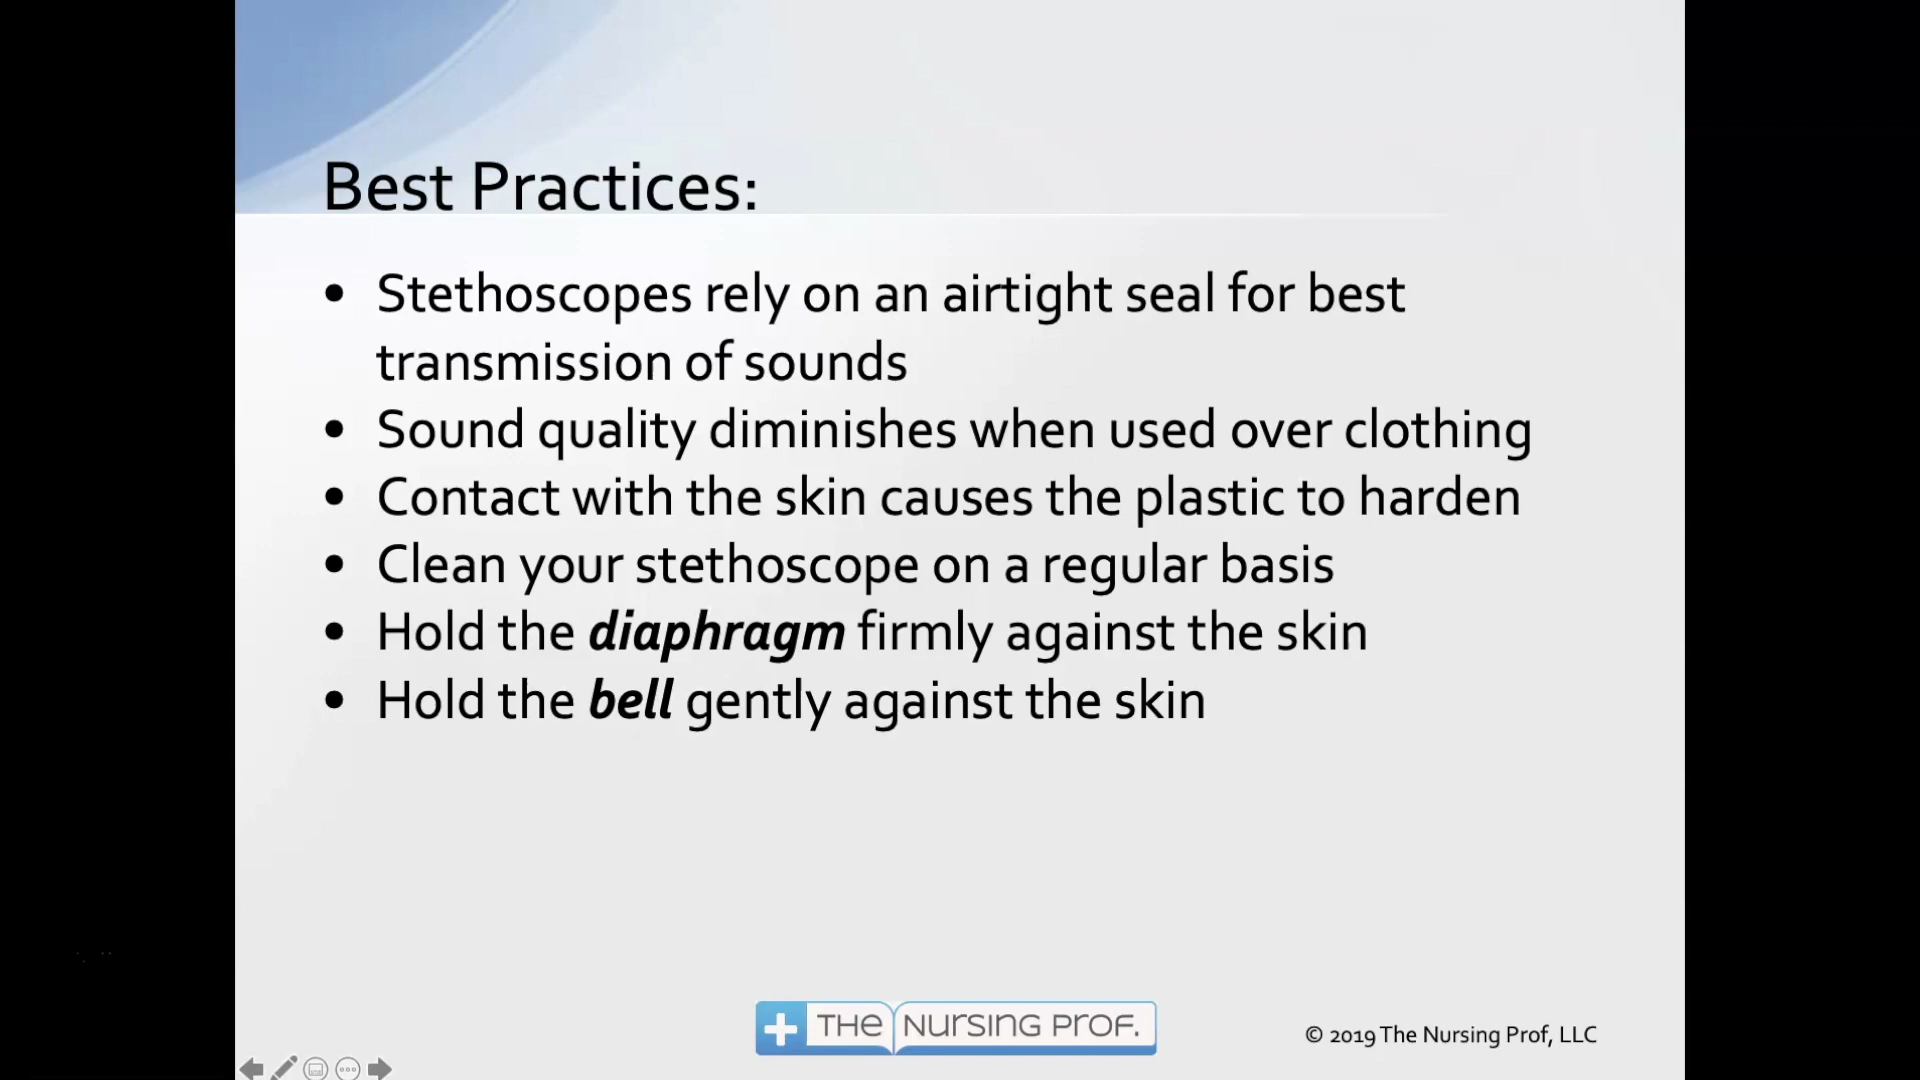 Best Practices:
• Stethoscopes rely on an airtight seal for best
transmission of sounds
• Sound quality diminishes when used over clothing
• Contact with the skin causes the plastic to harden
• Clean your stethoscope on a regular basis
• Hold the diaphragm firmly against the skin
• Hold the bell gently against the skin
THE NURSING PROF.
© 2019 The Nursing Prof, LLC